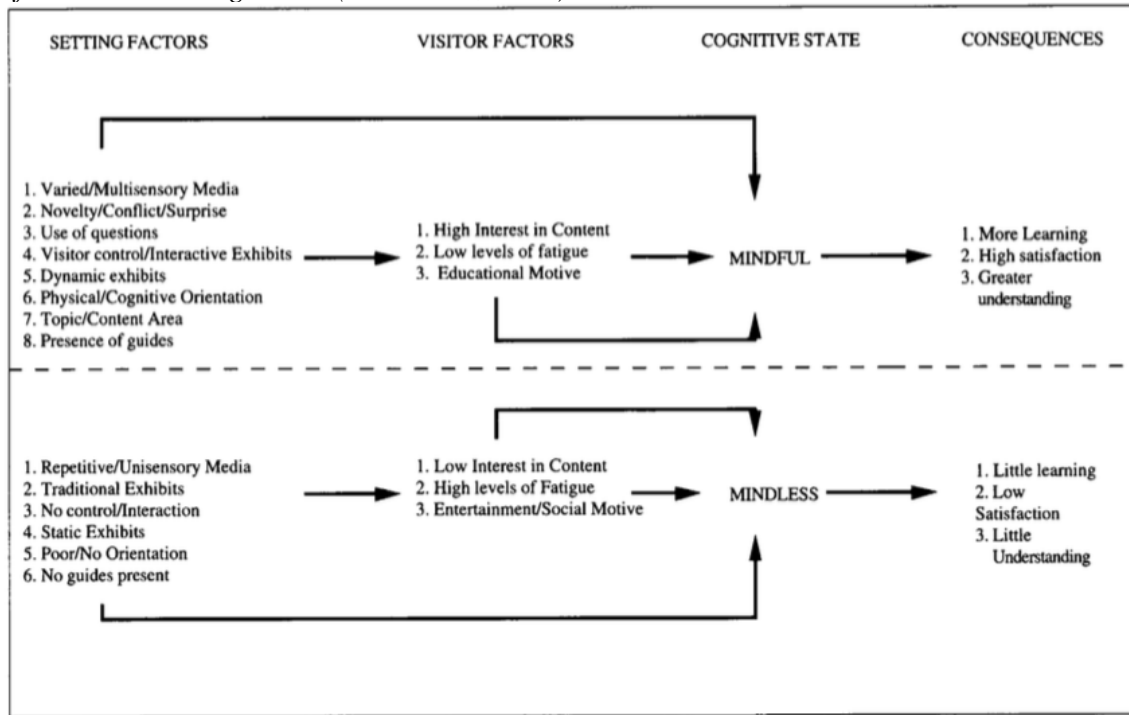 SETTING FACTORS VISITOR FACTORS COGNITIVE STATE CONSEQUENCES
1. Varied/Multisensory Media
2. Novelty/Conflict/Surprise
3. Use of questions
4. Visitor control/Interactive Exhibits
5. Dynamic exhibits
6. Physical/Cognitive Orientation
7. Topic/Content Area
8. Presence of guides
1. High Interest in Content
2. Low levels of fatigue
3. Educational Motive
MINDFUL
1. More Learning
2. High satisfaction
3. Greater
understanding
1. Repetitive/Unisensory Media
2. Traditional Exhibits
3. No control/Interaction
4. Static Exhibits
5. Poor/No Orientation
6. No guides present
1. Low Interest in Content
2. High levels of Fatigue
3. Entertainment/Social Motive
MINDLESS
1. Little learning
2. Low
Satisfaction
3. Little
Understanding